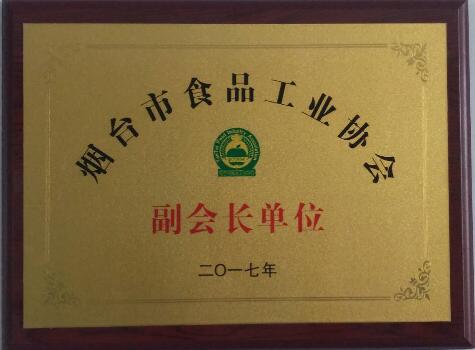 烟台市食品工业协会
副会长单位
二〇一七年